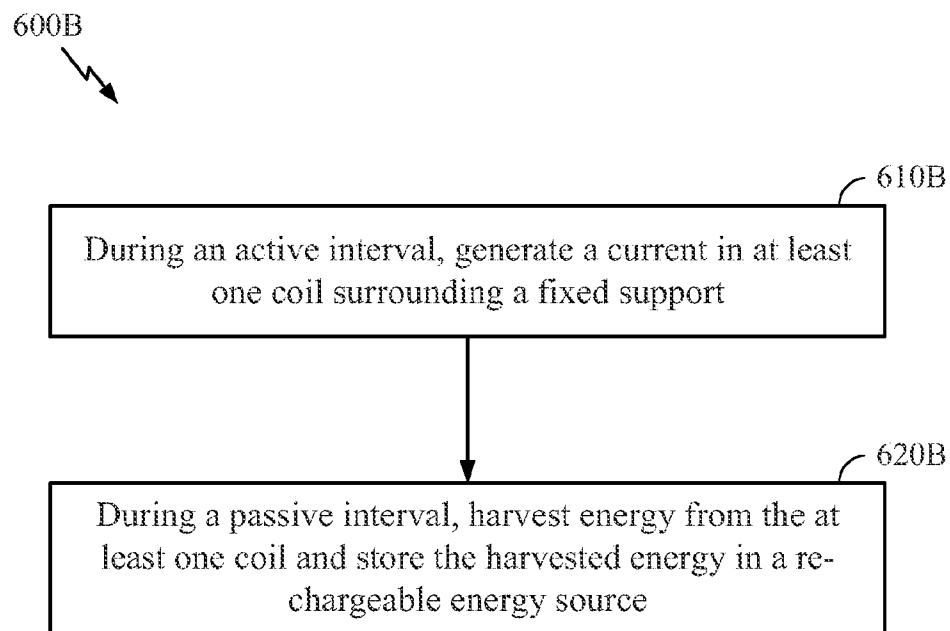 600B
610B
During an active interval, generate a current in at least
one coil surrounding a fixed support
620B
During a passive interval, harvest energy from the at
least one coil and store the harvested energy in a re-
chargeable energy source